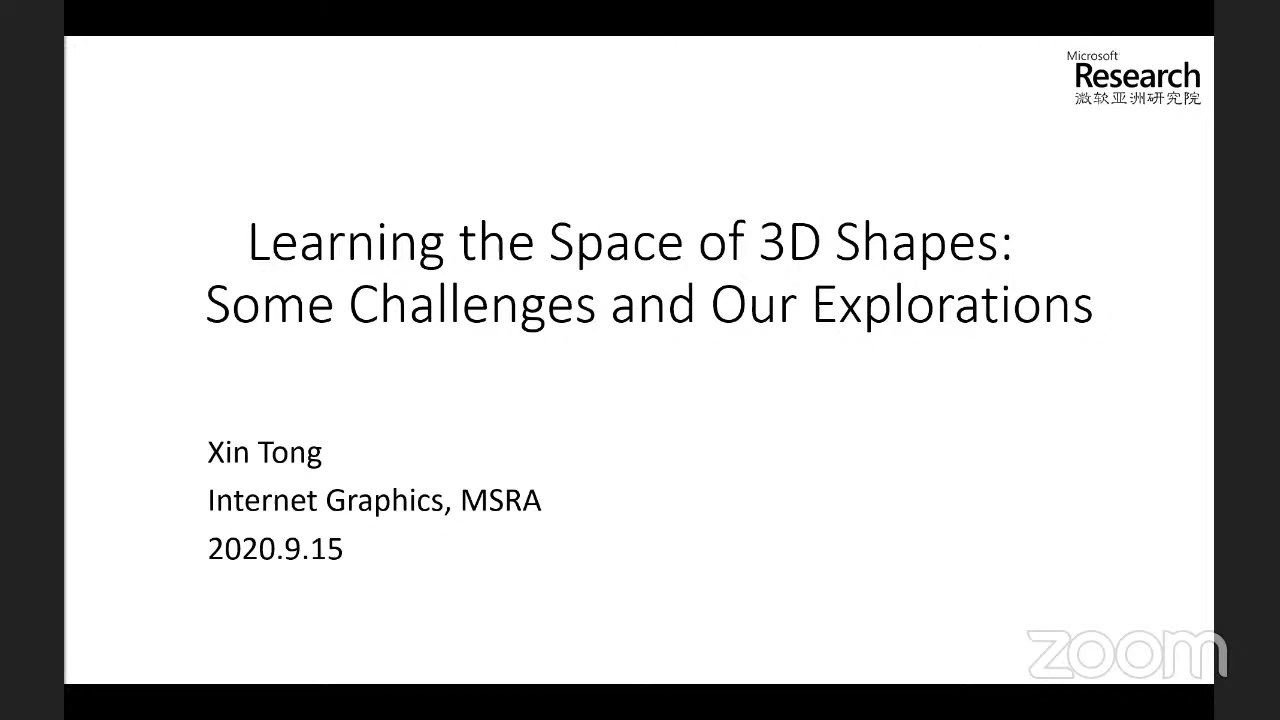 Microsoft
Research
微软亚洲研究院
Learning the Space of 3D Shapes:
Some Challenges and Our Explorations
Xin Tong
Internet Graphics, MSRA
2020.9.15
zoom